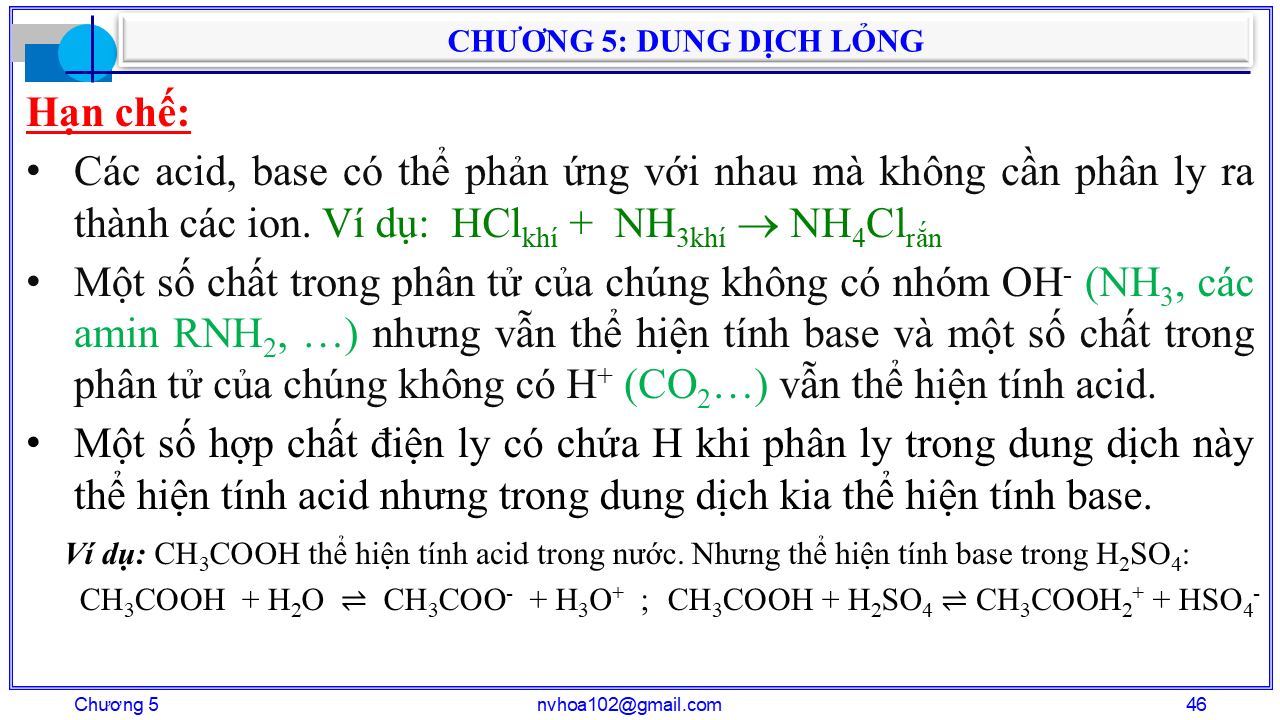 CHƯƠNG 5: DUNG DỊCH LỎNG
Hạn chế:
• Các acid, base có thể phản ứng với nhau mà không cần phân ly ra
thành các ion. Ví dụ: HClkhí + NH3khí → NH4Clrắn
• Một số chất trong phân tử của chúng không có nhóm OH- (NH3, các
amin RNH2, …) nhưng vẫn thể hiện tính base và một số chất trong
phân tử của chúng không có H+ (CO2…) vẫn thể hiện tính acid.
• Một số hợp chất điện ly có chứa H khi phân ly trong dung dịch này
thể hiện tính acid nhưng trong dung dịch kia thể hiện tính base.
Ví dụ: CH3COOH thể hiện tính acid trong nước. Nhưng thể hiện tính base trong H2SO4:
CH3COOH + H2O ⇌ CH3COO- + H3O+ ; CH3COOH + H2SO4 ⇌ CH3COOH2+ + HSO4-
Chương 5 nvhoa102@gmail.com 46